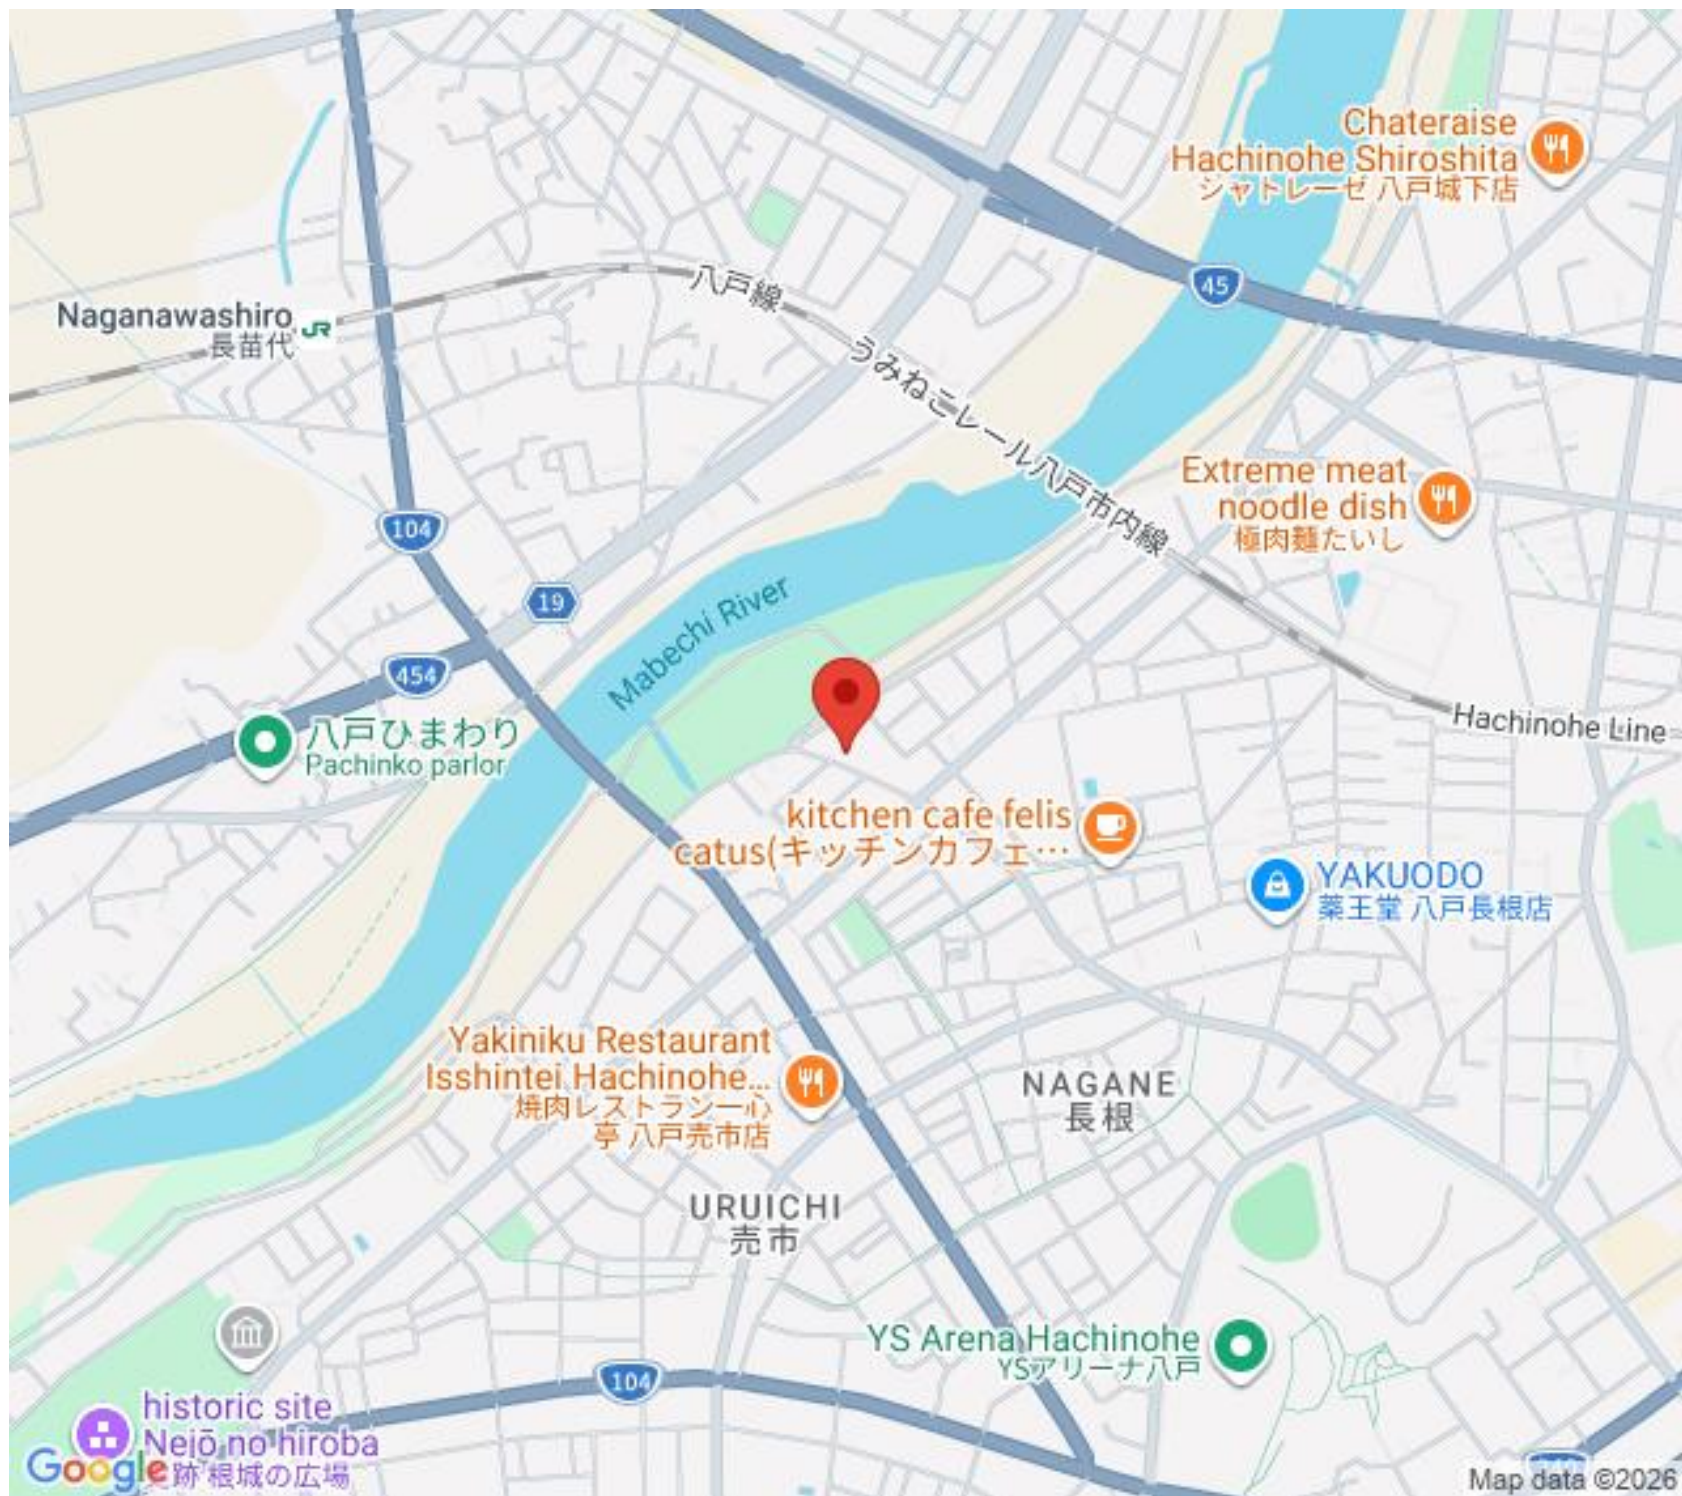 Chateraise
Hachinohe Shiroshita
シャトレーゼ 八戸城下店
八戸線
45
Naganawashiro
JR
長苗代
うみねこレール八戸市内線
Extreme meat
noodle dish
極肉麺たいし
104
19
Mabechi River
454
八戸ひまわり
Pachinko parlor
Hachinohe Line
kitchen cafe felis
catus(キッチンカフェ…
YAKUODO
薬王堂 八戸長根店
Yakiniku Restaurant
Isshintei Hachinohe...
焼肉レストラン一心
亭 八戸売市店
NAGANE
長根
URUICHI
売市
YS Arena Hachinohe
YSアリーナ八戸
104
historic site
Nejō no hiroba
跡 根城の広場
Google
Map data ©2026